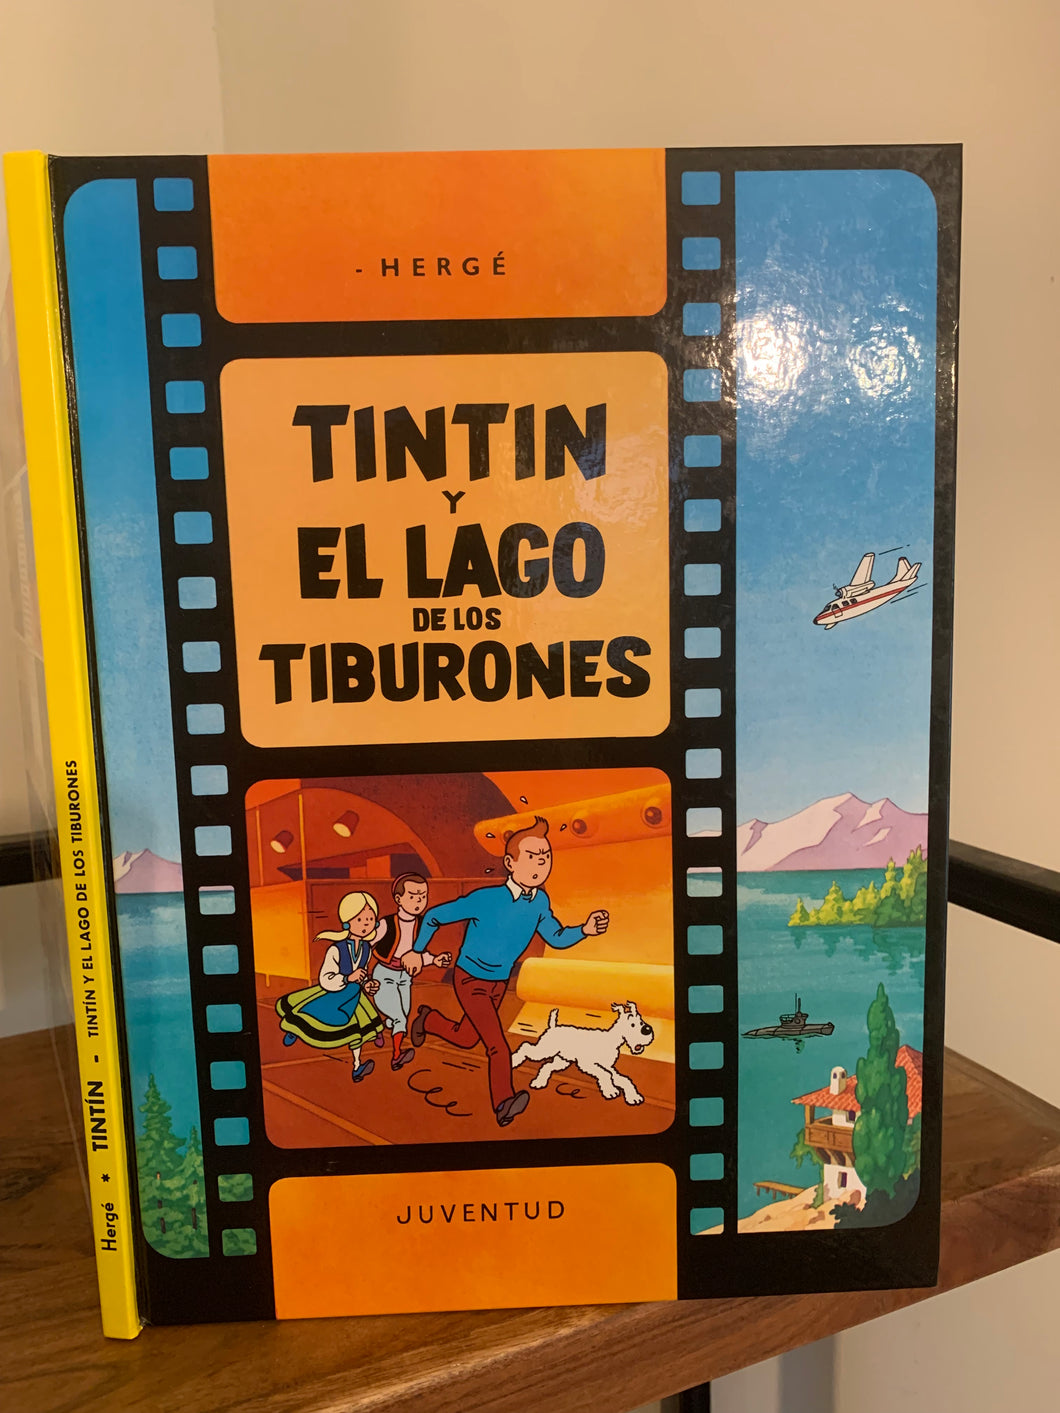 - HERGÉ
TINTIN
Y
EL LAGO
DE LOS
TIBURONES
JUVENTUD
Hergé * TINTÍN - TINTÍN Y EL LAGO DE LOS TIBURONES